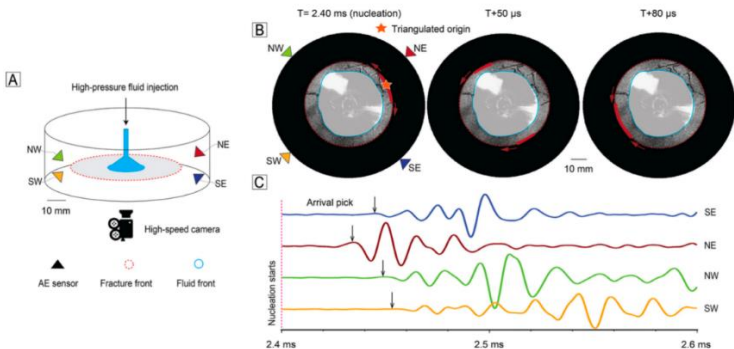 A
High-pressure fluid injection
NW
NE
SW
SE
10 mm
High-speed camera
AE sensor
Fracture front
Fluid front
B
T= 2.40 ms (nucleation)
T+50 µs
T+80 µs
Triangulated origin
NW
NE
SW
SE
10 mm
C
Arrival pick
SE
NE
NW
SW
Nucleation starts
2.4 ms
2.5 ms
2.6 ms